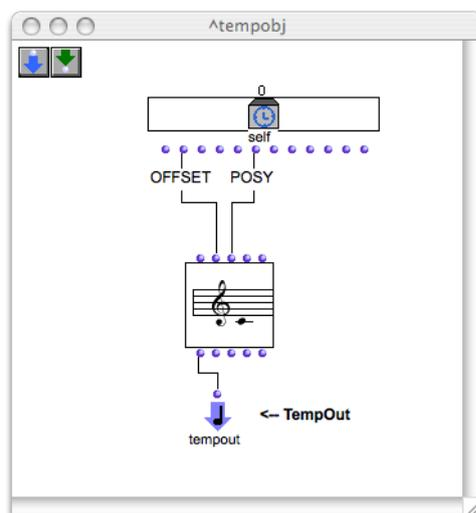 ^tempobj
0
self
OFFSET POSY
<-- TempOut
tempout